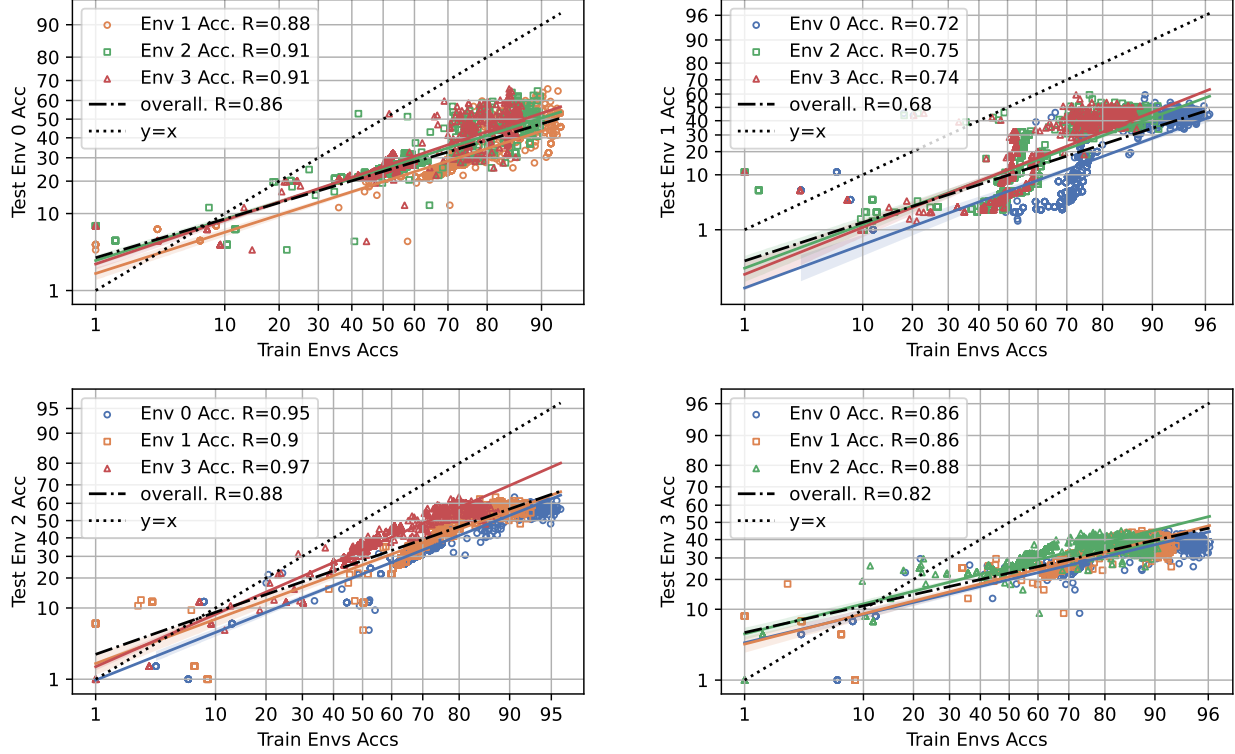 Test Env 0 Acc
90
80
70
60
50
40
30
20
10
1
Env 1 Acc. R=0.88
Env 2 Acc. R=0.91
Env 3 Acc. R=0.91
overall. R=0.86
y=x
1 10 20 30 40 50 60 70 80 90
Train Envs Accs
Test Env 1 Acc
96
90
80
70
60
50
40
30
20
10
1
Env 0 Acc. R=0.72
Env 2 Acc. R=0.75
Env 3 Acc. R=0.74
overall. R=0.68
y=x
1 10 20 30 40 50 60 70 80 90 96
Train Envs Accs
Test Env 2 Acc
95
90
80
70
60
50
40
30
20
10
1
Env 0 Acc. R=0.95
Env 1 Acc. R=0.9
Env 3 Acc. R=0.97
overall. R=0.88
y=x
1 10 20 30 40 50 60 70 80 90 95
Train Envs Accs
Test Env 3 Acc
96
90
80
70
60
50
40
30
20
10
1
Env 0 Acc. R=0.86
Env 1 Acc. R=0.86
Env 2 Acc. R=0.88
overall. R=0.82
y=x
1 10 20 30 40 50 60 70 80 90 96
Train Envs Accs